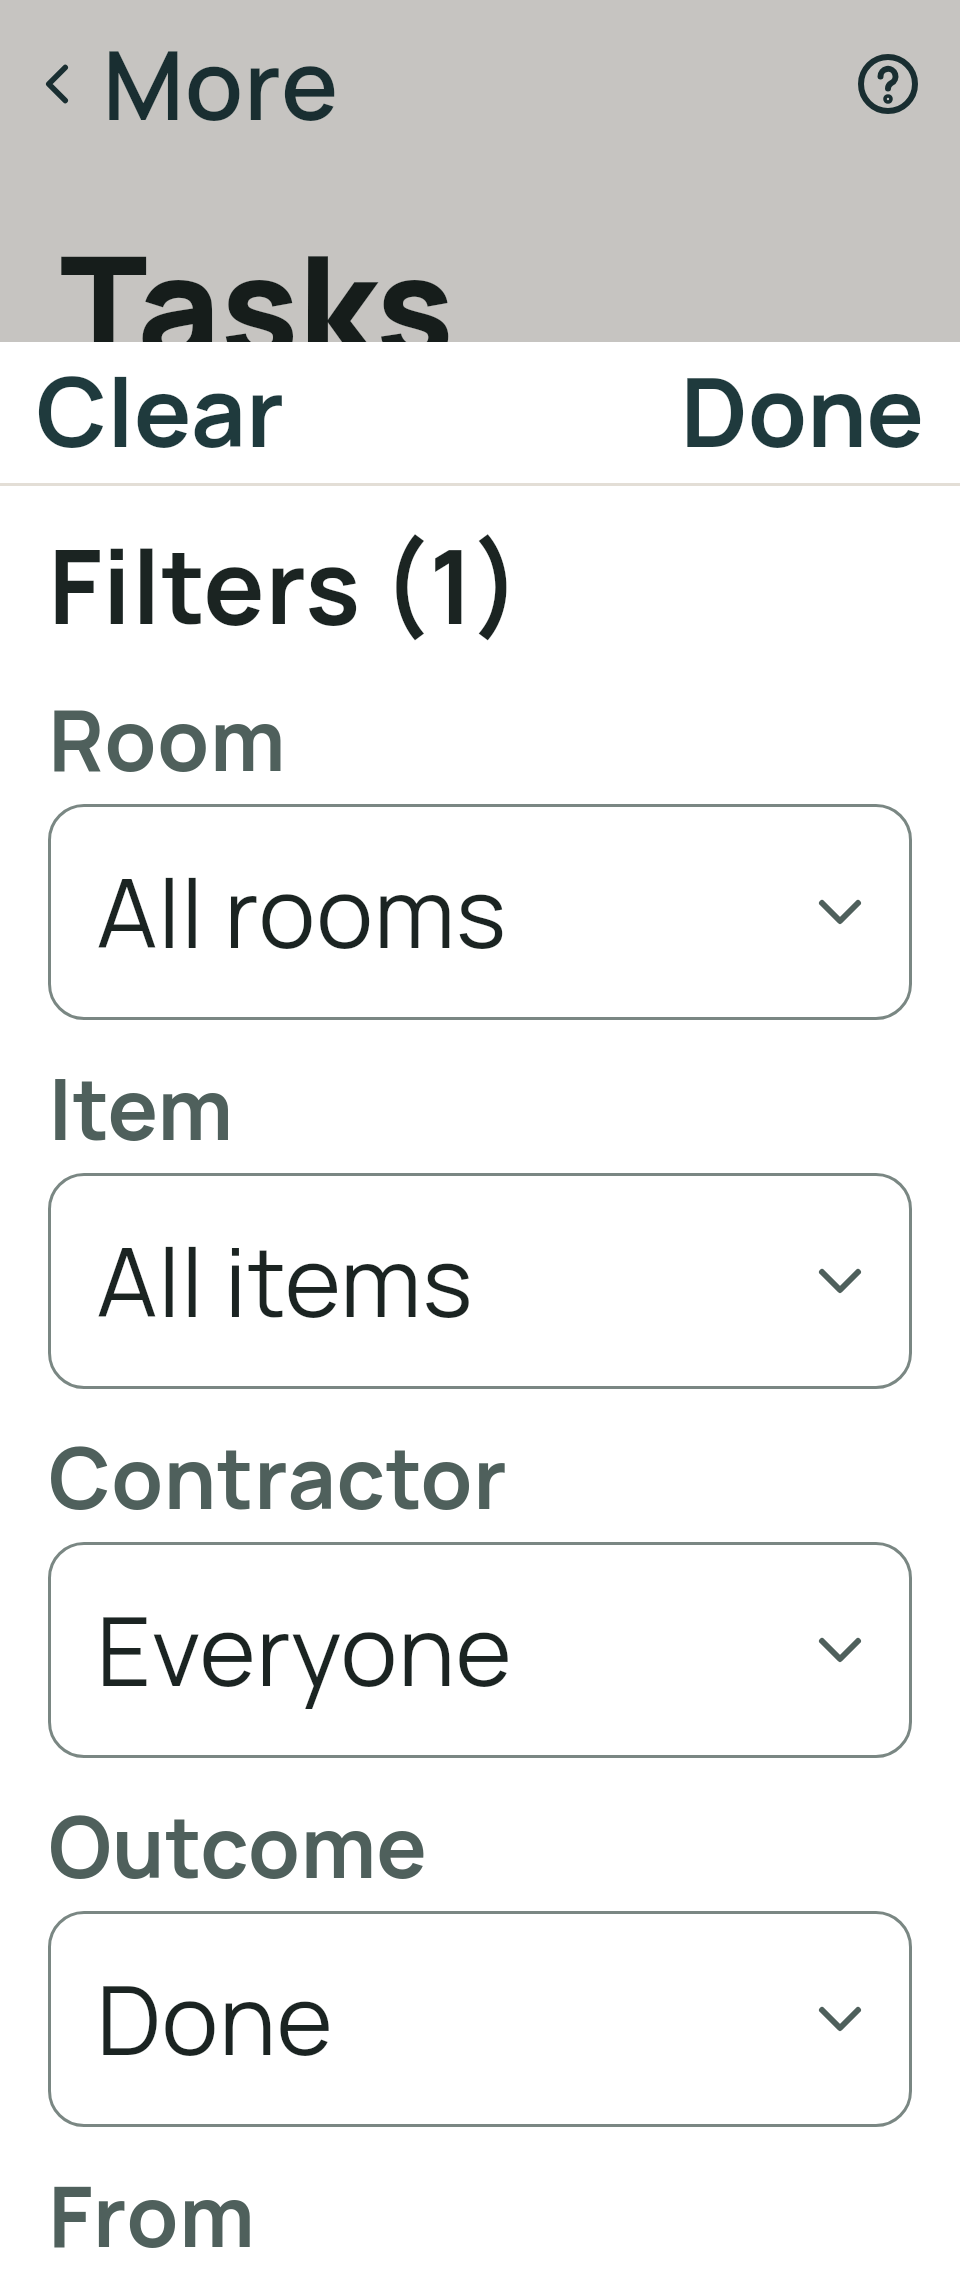 More
Tasks
Clear
Done
Filters (1)
Room
All rooms
Item
All items
Contractor
Everyone
Outcome
Done
From